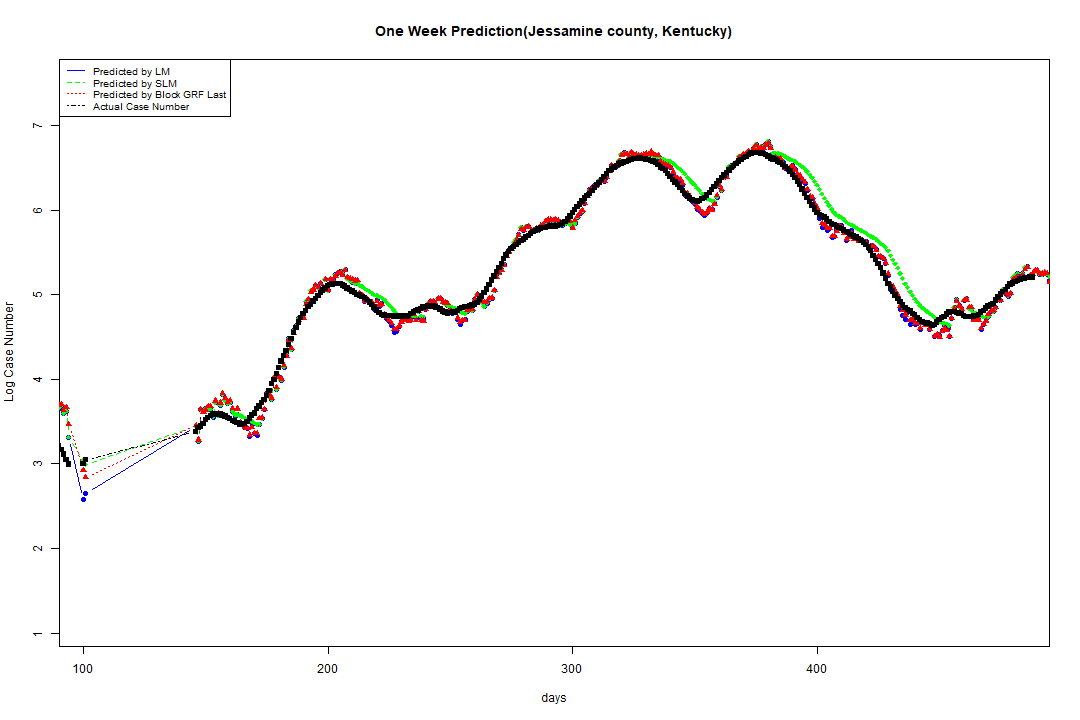 One Week Prediction(Jessamine county, Kentucky)
Predicted by LM
Predicted by SLM
Predicted by Block GRF Last
Actual Case Number
7
6
5
4
3
2
1
Log Case Number
100 200 300 400
days